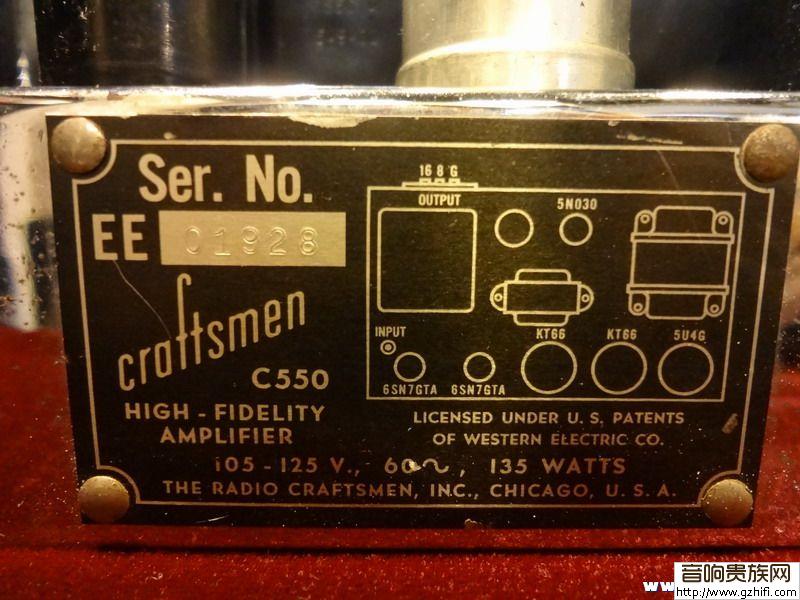 Ser. No.
EE 01928
craftsmen
C550
HIGH - FIDELITY
AMPLIFIER
16 8 G
OUTPUT
5N030
INPUT
KT66 KT66 5U4G
6SN7GTA 6SN7GTA
LICENSED UNDER U. S. PATENTS
OF WESTERN ELECTRIC CO.
105 - 125 V., 60∿, 135 WATTS
THE RADIO CRAFTSMEN, INC., CHICAGO, U. S. A.
音响贵族网
http://www.gzhifi.com